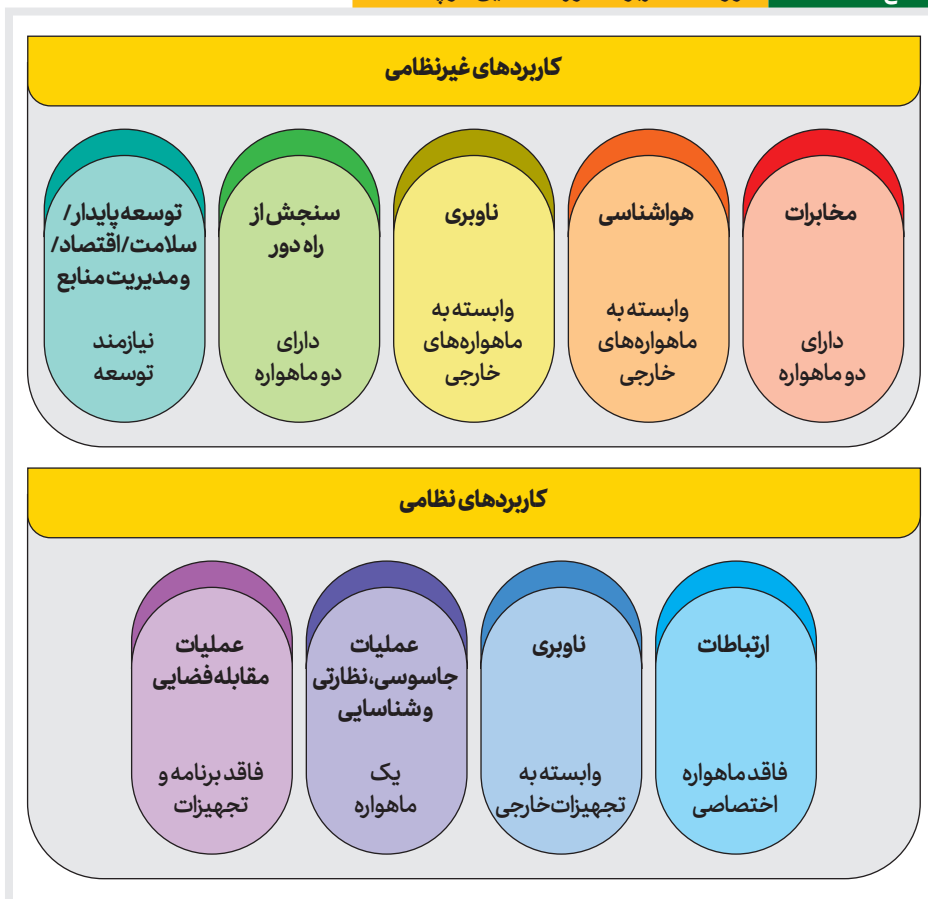 کاربردهای غیرنظامی
مخابرات
دارای
دو ماهواره
هواشناسی
وابسته به
ماهواره‌های
خارجی
ناوبری
وابسته به
ماهواره‌های
خارجی
سنجش از
راه دور
دارای
دو ماهواره
توسعه پایدار/
سلامت/اقتصاد/
و مدیریت منابع
نیازمند
توسعه
کاربردهای نظامی
ارتباطات
فاقد ماهواره
اختصاصی
ناوبری
وابسته به
تجهیزات خارجی
عملیات
جاسوسی، نظارتی
و شناسایی
یک
ماهواره
عملیات
مقابله فضایی
فاقد برنامه و
تجهیزات